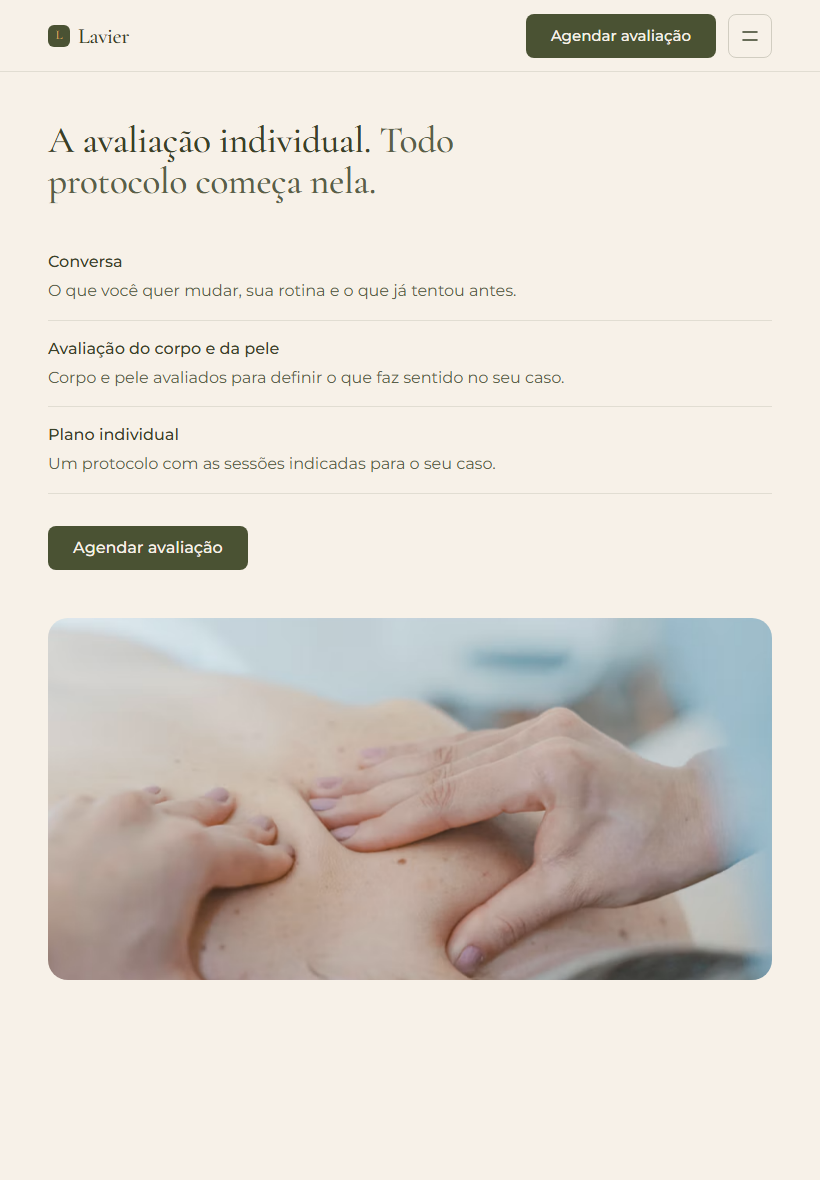 L Lavier
Agendar avaliação
A avaliação individual. Todo
protocolo começa nela.
Conversa
O que você quer mudar, sua rotina e o que já tentou antes.
Avaliação do corpo e da pele
Corpo e pele avaliados para definir o que faz sentido no seu caso.
Plano individual
Um protocolo com as sessões indicadas para o seu caso.
Agendar avaliação